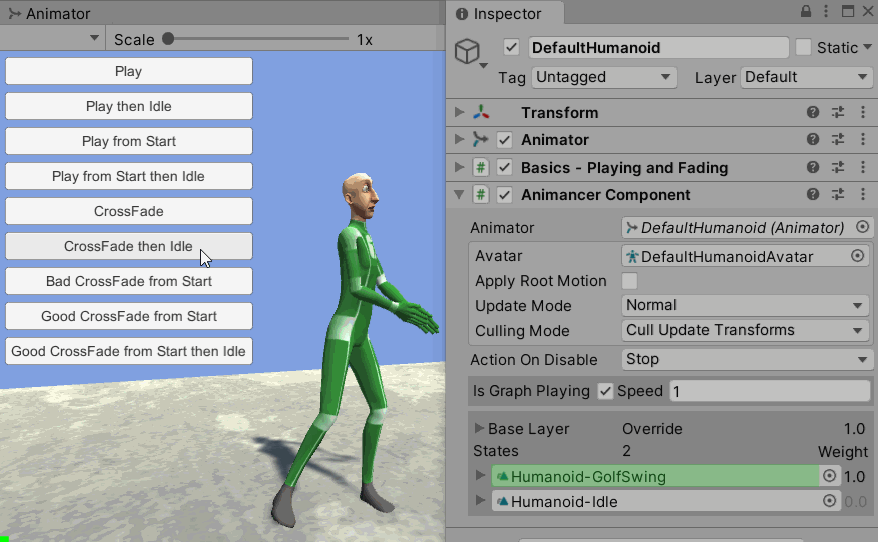 Animator
Scale 1x
Play
Play then Idle
Play from Start
Play from Start then Idle
CrossFade
CrossFade then Idle
Bad CrossFade from Start
Good CrossFade from Start
Good CrossFade from Start then Idle
Inspector
DefaultHumanoid Static
Tag Untagged Layer Default
Transform
Animator
# Basics - Playing and Fading
# Animancer Component
Animator DefaultHumanoid (Animator)
Avatar DefaultHumanoidAvatar
Apply Root Motion
Update Mode Normal
Culling Mode Cull Update Transforms
Action On Disable Stop
Is Graph Playing Speed 1
Base Layer Override 1.0
States 2 Weight
Humanoid-GolfSwing 1.0
Humanoid-Idle 0.0